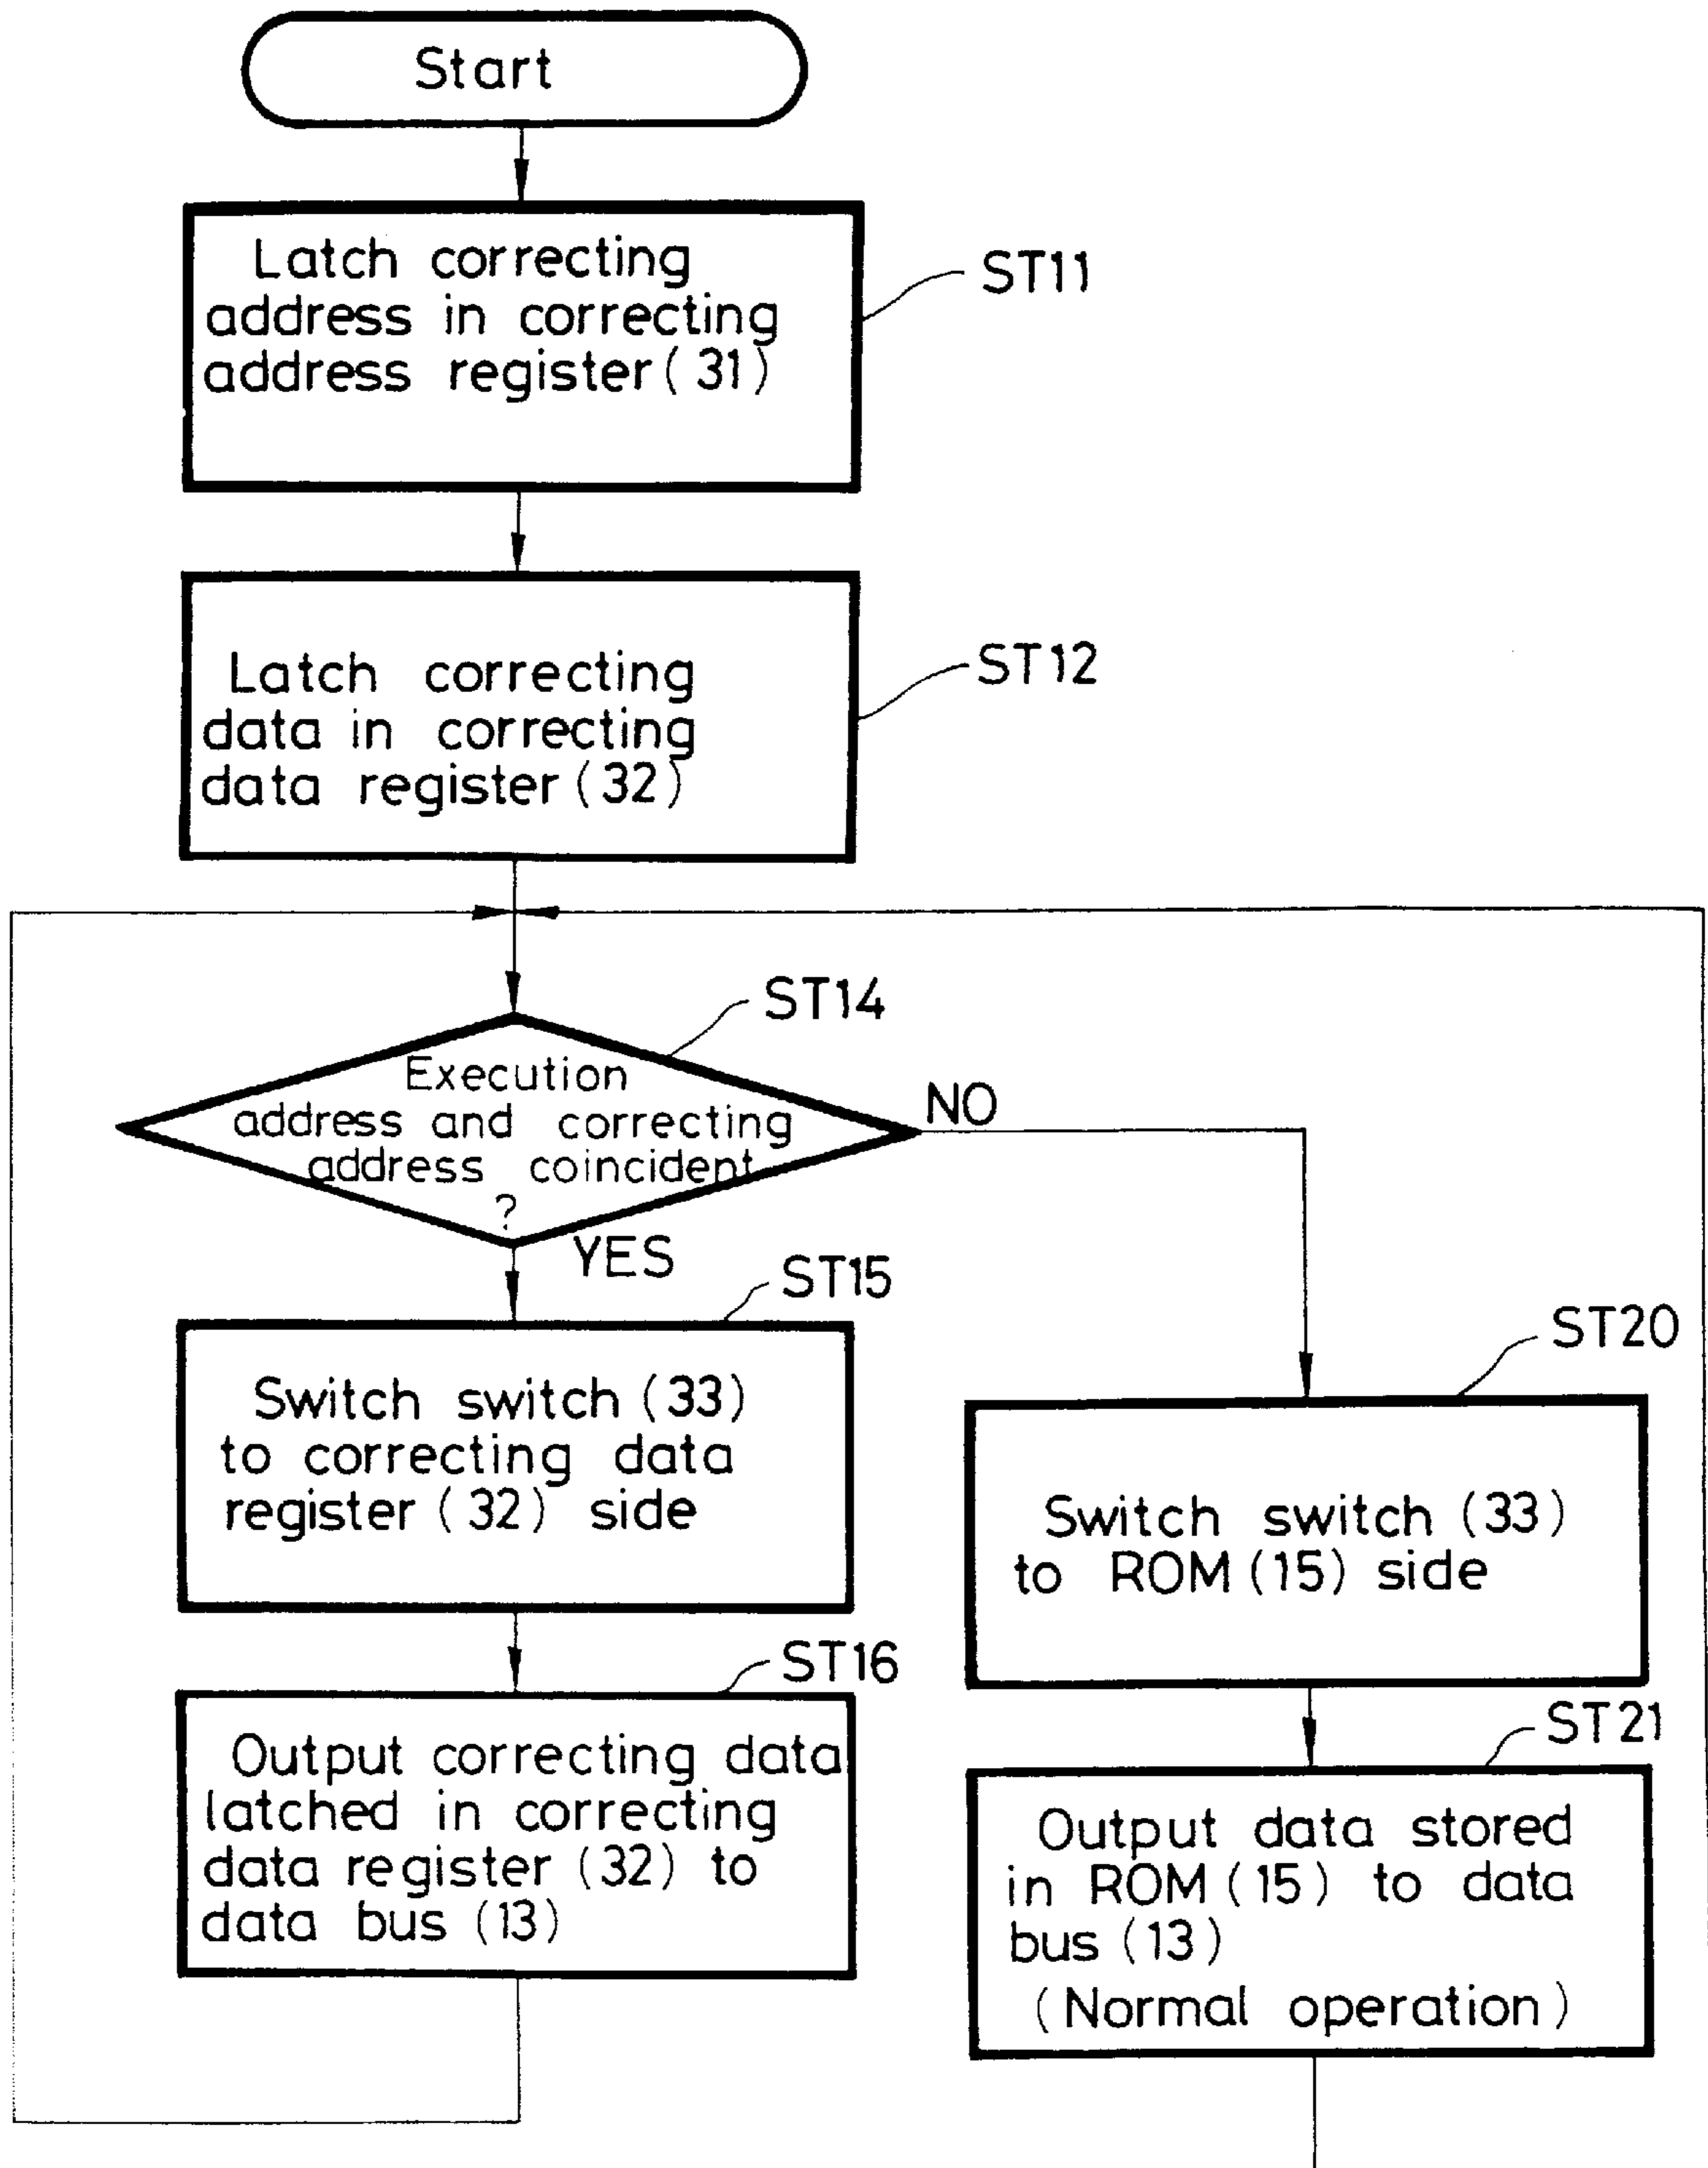 Start
Latch correcting
address in correcting
address register (31)
ST11
Latch correcting
data in correcting
data register (32)
ST12
ST14
Execution
address and correcting
address coincident
?
NO
YES
ST15
Switch switch (33)
to correcting data
register (32) side
ST20
Switch switch (33)
to ROM (15) side
ST16
Output correcting data
latched in correcting
data register (32) to
data bus (13)
ST21
Output data stored
in ROM (15) to data
bus (13)
(Normal operation)